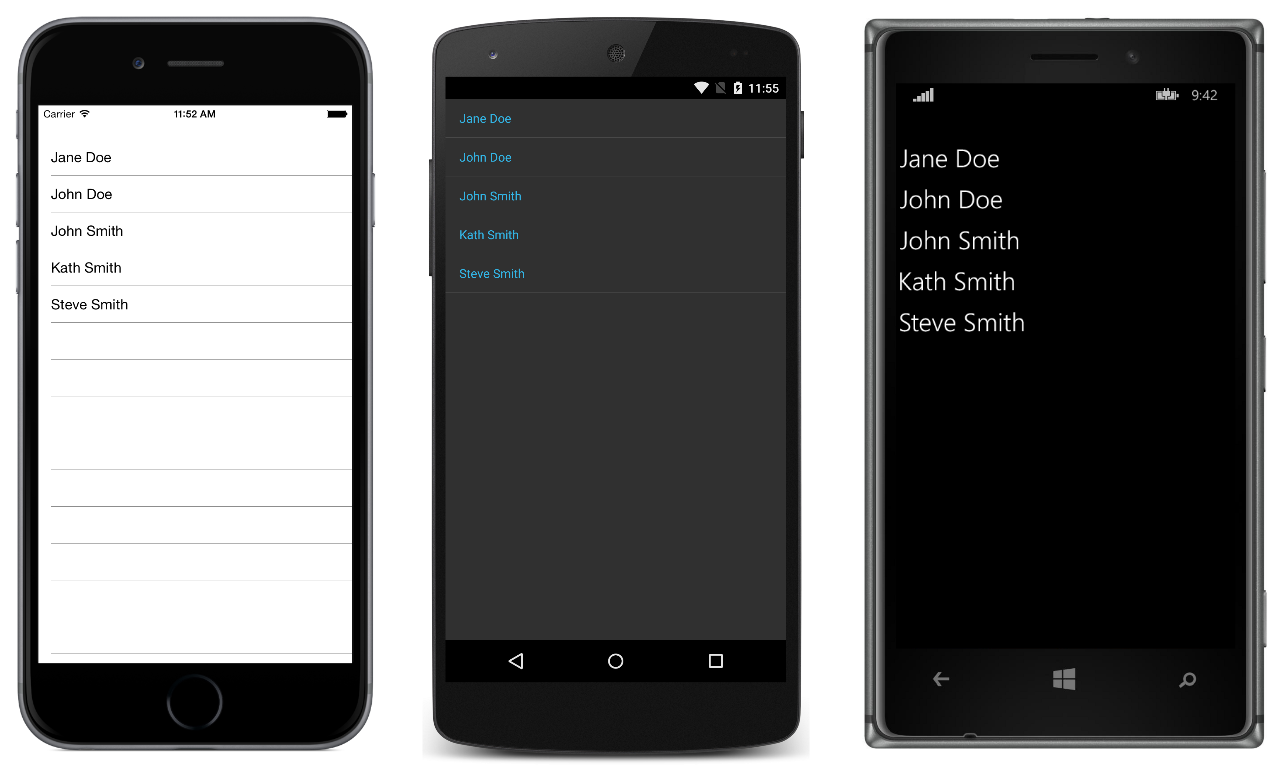 Carrier 11:52 AM
Jane Doe
John Doe
John Smith
Kath Smith
Steve Smith
11:55
Jane Doe
John Doe
John Smith
Kath Smith
Steve Smith
9:42
Jane Doe
John Doe
John Smith
Kath Smith
Steve Smith